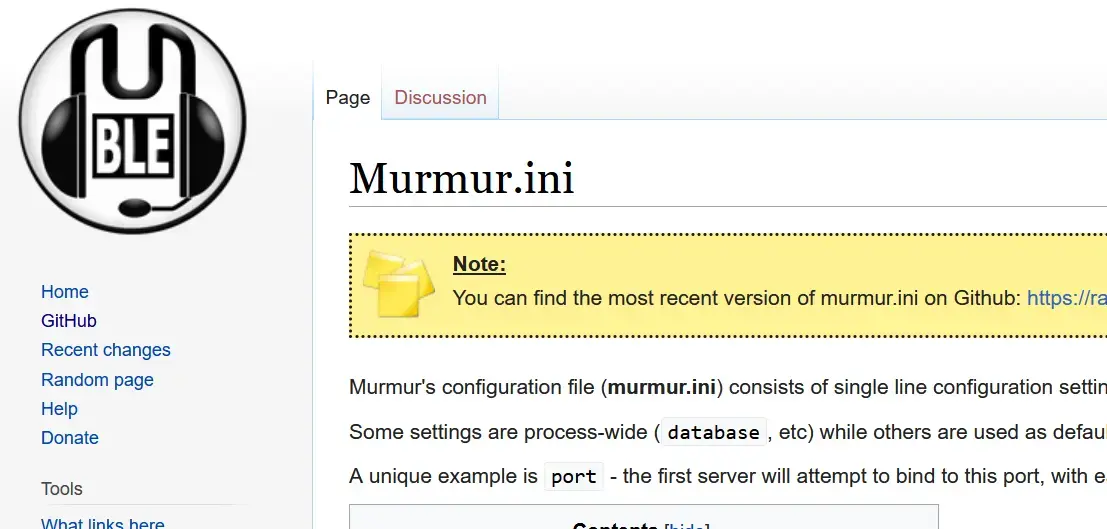 BLE
Page Discussion
Murmur.ini
Note:
You can find the most recent version of murmur.ini on Github: https://ra
Home
GitHub
Recent changes
Random page
Help
Donate
Tools
What links here
Murmur's configuration file (murmur.ini) consists of single line configuration settin
Some settings are process-wide ( database , etc) while others are used as defaul
A unique example is port - the first server will attempt to bind to this port, with e
Contents [hide]